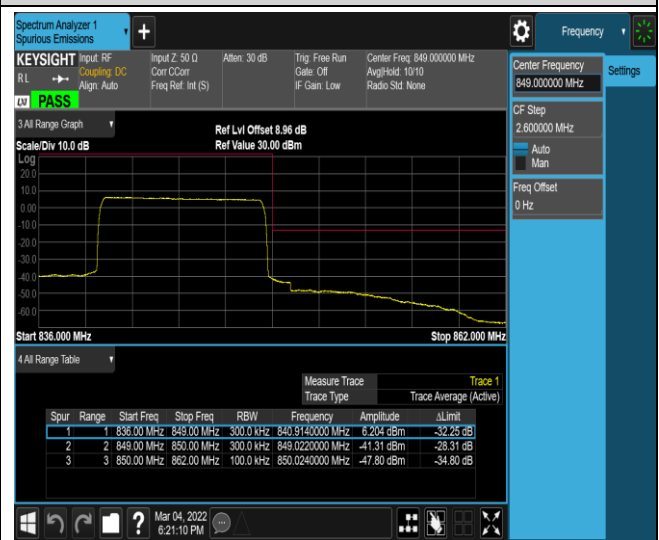 Spectrum Analyzer 1
Spurious Emissions
+
Frequency
KEYSIGHT
RL
LXI PASS
Input: RF
Coupling: DC
Align: Auto
Input Z: 50 Ω
Corr CCorr
Freq Ref: Int (S)
Atten: 30 dB
Trig: Free Run
Gate: Off
IF Gain: Low
Center Freq: 849.000000 MHz
Avg|Hold: 10/10
Radio Std: None
Center Frequency
849.000000 MHz
Settings
CF Step
2.600000 MHz
Auto
Man
Freq Offset
0 Hz
3 All Range Graph
Ref Lvl Offset 8.96 dB
Scale/Div 10.0 dB
Ref Value 30.00 dBm
Log
20.0
10.0
0.00
-10.0
-20.0
-30.0
-40.0
-50.0
-60.0
Start 836.000 MHz
Stop 862.000 MHz
4 All Range Table
Measure Trace Trace 1
Trace Type Trace Average (Active)
Spur Range Start Freq Stop Freq RBW Frequency Amplitude ΔLimit
1 1 836.00 MHz 849.00 MHz 300.0 kHz 840.9140000 MHz 6.204 dBm -32.25 dB
2 2 849.00 MHz 850.00 MHz 300.0 kHz 849.0220000 MHz -41.31 dBm -28.31 dB
3 3 850.00 MHz 862.00 MHz 100.0 kHz 850.0240000 MHz -47.80 dBm -34.80 dB
?
Mar 04, 2022
6:21:10 PM